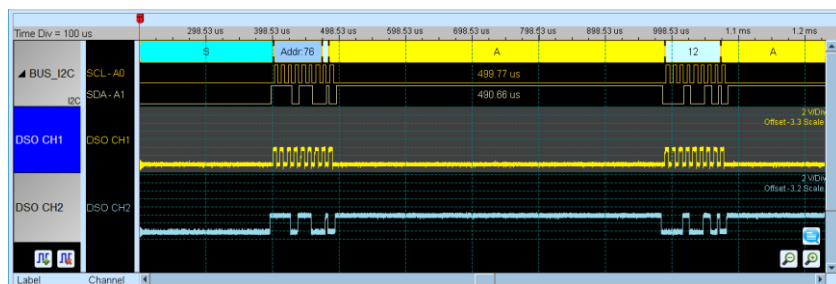 Time Div = 100 us
298.53 us 398.53 us 498.53 us 598.53 us 698.53 us 798.53 us 898.53 us 998.53 us 1.1 ms 1.2 ms
S Addr:76 A 12 A
BUS_I2C SCL - A0 499.77 us
I2C SDA - A1 490.66 us
2 V/Div
Offset -3.3 Scale
DSO CH1 DSO CH1
2 V/Div
Offset -3.2 Scale
DSO CH2 DSO CH2
Label Channel